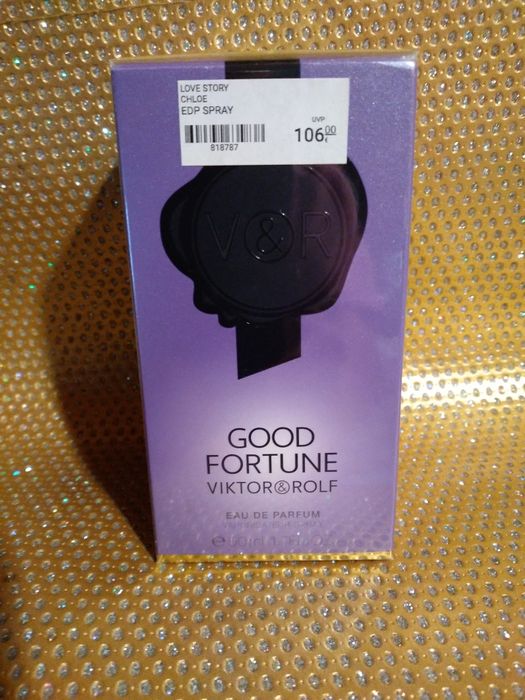 LOVE STORY
CHLOE
EDP SPRAY
UVP
106,00
€
818787
V&R
GOOD
FORTUNE
VIKTOR&ROLF
EAU DE PARFUM